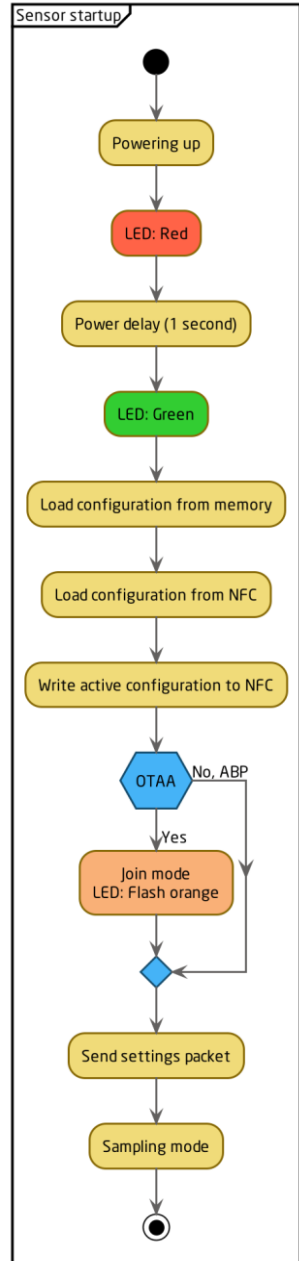 Sensor startup
Powering up
LED: Red
Power delay (1 second)
LED: Green
Load configuration from memory
Load configuration from NFC
Write active configuration to NFC
OTAA
No, ABP
Yes
Join mode
LED: Flash orange
Send settings packet
Sampling mode